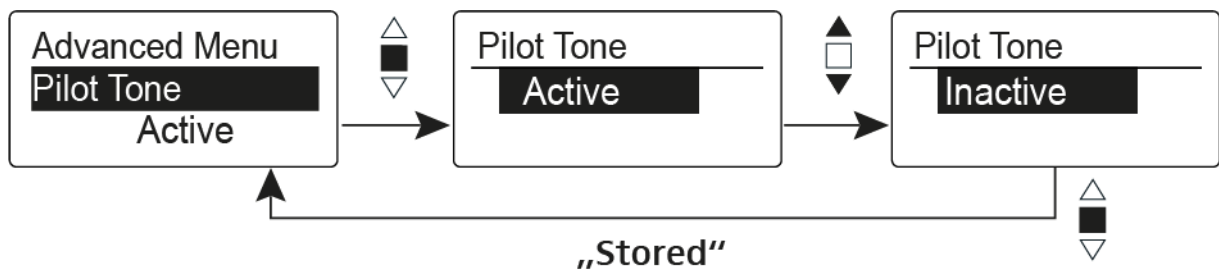 Advanced Menu
Pilot Tone
Active
Pilot Tone
Active
Pilot Tone
Inactive
„Stored“